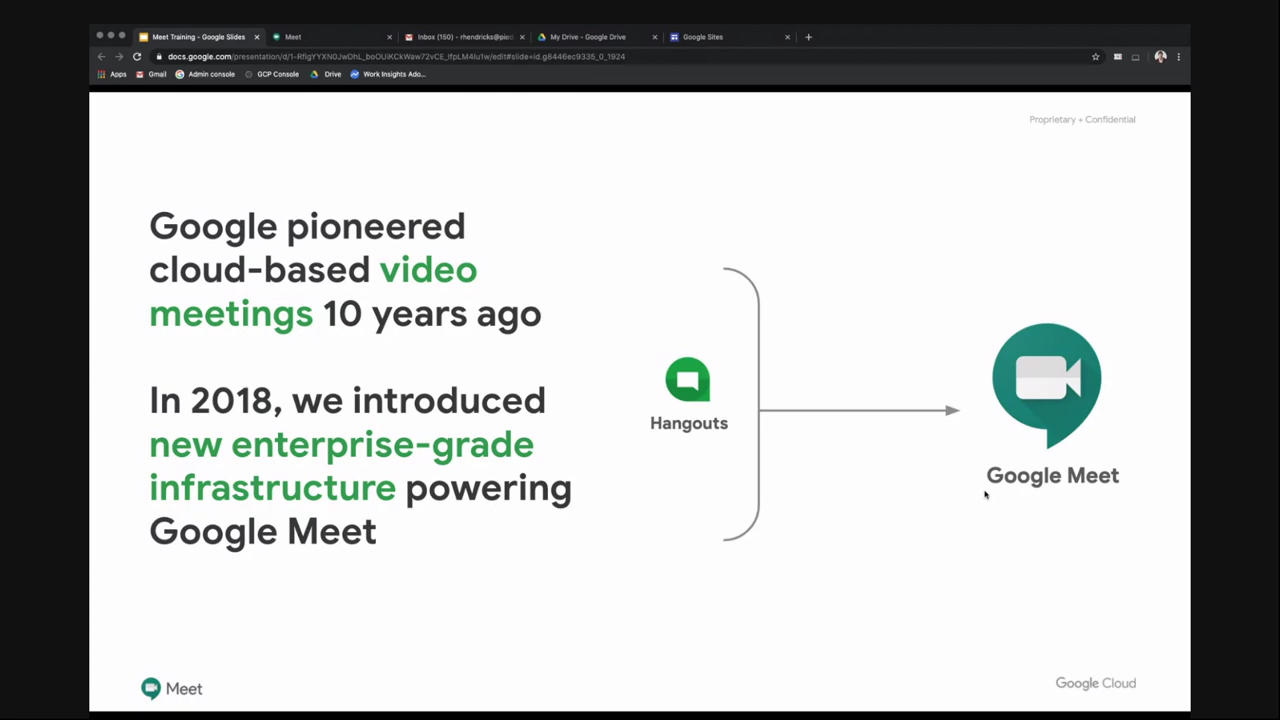 Meet Training - Google Slides
Meet
Inbox (150) - rhendricks@pied
My Drive - Google Drive
Google Sites
Apps
Gmail
Admin console
GCP Console
Drive
Work Insights Ado...
Proprietary + Confidential
Google pioneered
cloud-based video
meetings 10 years ago
In 2018, we introduced
new enterprise-grade
infrastructure powering
Google Meet
Hangouts
Google Meet
Meet
Google Cloud